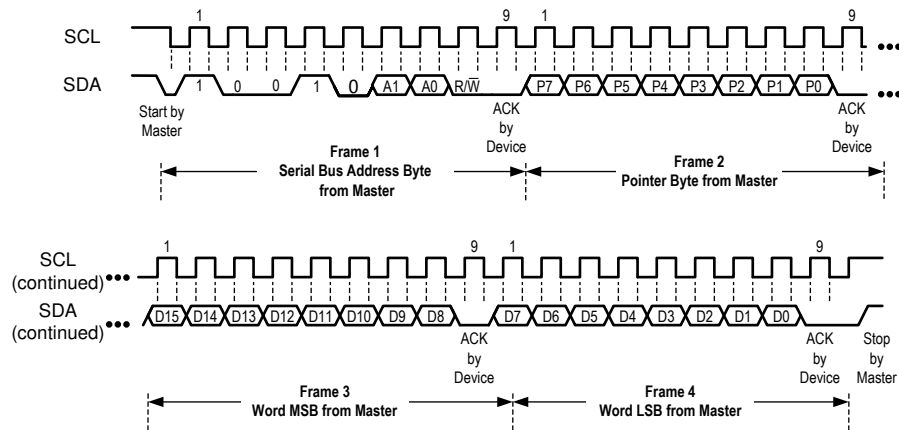 1 9 1 9
SCL
SDA
1 0 0 1 0 A1 A0 R/W̅ P7 P6 P5 P4 P3 P2 P1 P0
Start by
Master
ACK
by
Device
ACK
by
Device
Frame 1
Serial Bus Address Byte
from Master
Frame 2
Pointer Byte from Master
1 9 1 9
SCL
(continued)
SDA
(continued)
D15 D14 D13 D12 D11 D10 D9 D8 D7 D6 D5 D4 D3 D2 D1 D0
ACK
by
Device
ACK
by
Device
Stop
by
Master
Frame 3
Word MSB from Master
Frame 4
Word LSB from Master